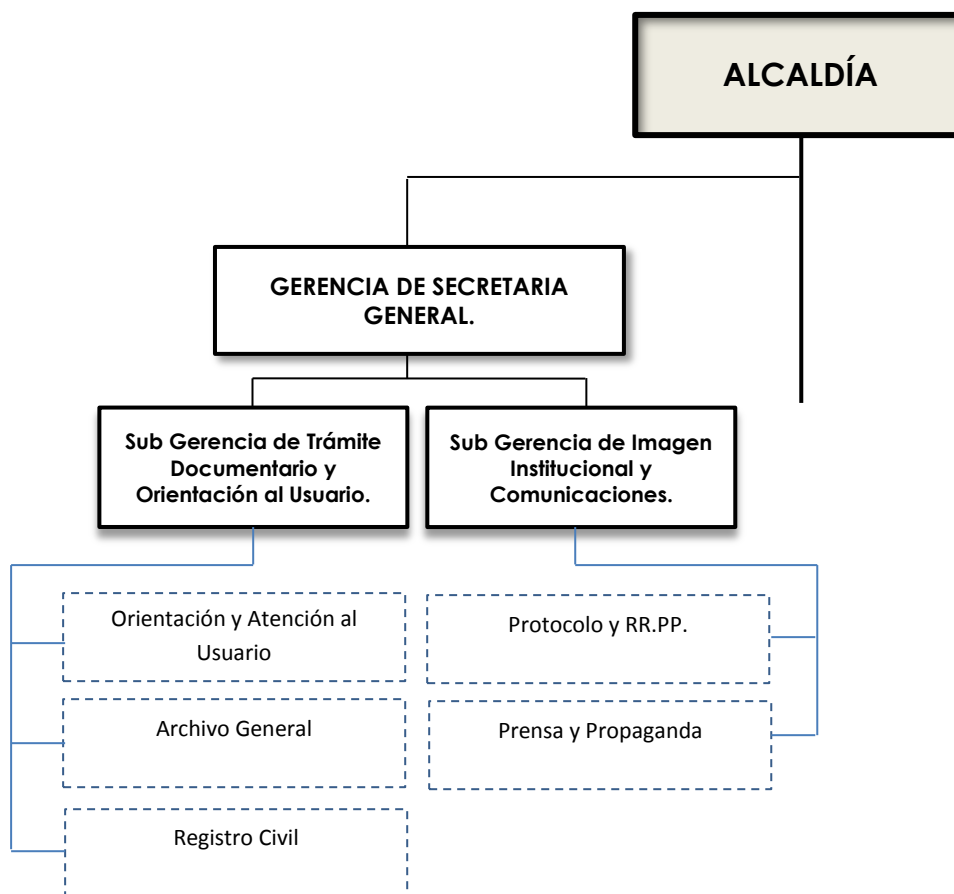 ALCALDÍA
GERENCIA DE SECRETARIA
GENERAL.
Sub Gerencia de Trámite
Documentario y
Orientación al Usuario.
Sub Gerencia de Imagen
Institucional y
Comunicaciones.
Orientación y Atención al
Usuario
Protocolo y RR.PP.
Archivo General
Prensa y Propaganda
Registro Civil